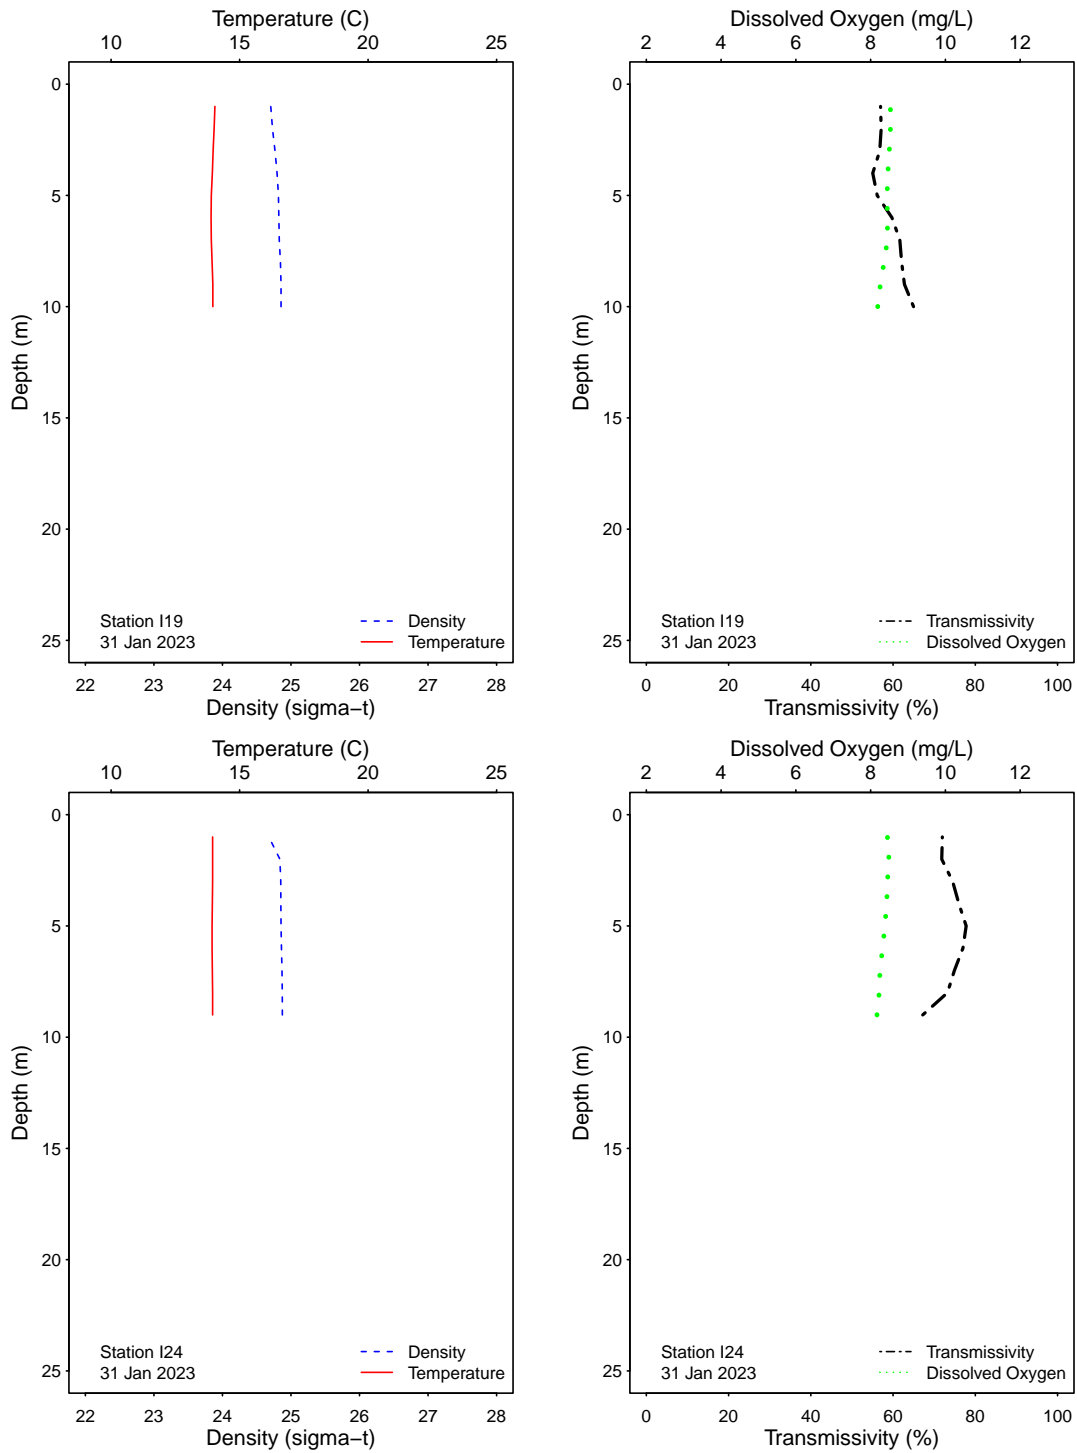 Temperature (C)
10 15 20 25
0
5
10
15
20
25
Depth (m)
Station I19
31 Jan 2023
Density
Temperature
22 23 24 25 26 27 28
Density (sigma−t)
Dissolved Oxygen (mg/L)
2 4 6 8 10 12
0
5
10
15
20
25
Depth (m)
Station I19
31 Jan 2023
Transmissivity
Dissolved Oxygen
0 20 40 60 80 100
Transmissivity (%)
Temperature (C)
10 15 20 25
0
5
10
15
20
25
Depth (m)
Station I24
31 Jan 2023
Density
Temperature
22 23 24 25 26 27 28
Density (sigma−t)
Dissolved Oxygen (mg/L)
2 4 6 8 10 12
0
5
10
15
20
25
Depth (m)
Station I24
31 Jan 2023
Transmissivity
Dissolved Oxygen
0 20 40 60 80 100
Transmissivity (%)